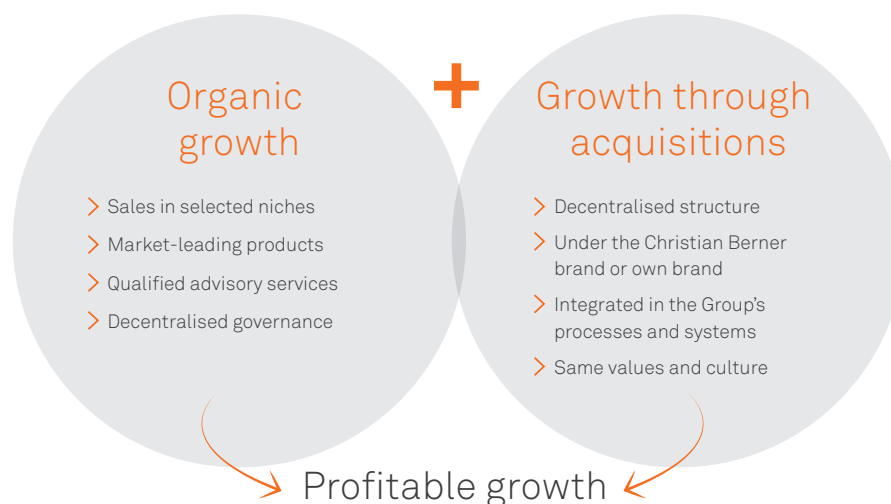 Organic
growth
Sales in selected niches
Market-leading products
Qualified advisory services
Decentralised governance
+
Growth through
acquisitions
Decentralised structure
Under the Christian Berner
brand or own brand
Integrated in the Group's
processes and systems
Same values and culture
Profitable growth